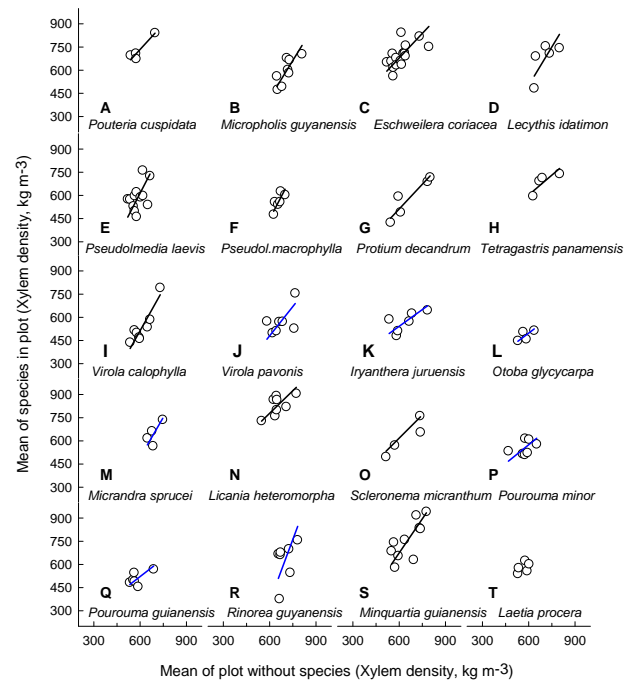 900
750
600
450
300
A
B
C
D
Pouteria cuspidata
Micropholis guyanensis
Eschweilera coriacea
Lecythis idatimon
900
750
600
450
300
E
F
G
H
Pseudolmedia laevis
Pseudol.macrophylla
Protium decandrum
Tetragastris panamensis
900
750
600
450
300
I
J
K
L
Virola calophylla
Virola pavonis
Iryanthera juruensis
Otoba glycycarpa
900
750
600
450
300
M
N
O
P
Micrandra sprucei
Licania heteromorpha
Scleronema micranthum
Pourouma minor
900
750
600
450
300
Q
R
S
T
Pourouma guianensis
Rinorea guyanensis
Minquartia guianensis
Laetia procera
300 600 900 300 600 900 300 600 900 300 600 900
Mean of species in plot (Xylem density, kg m-3)
Mean of plot without species (Xylem density, kg m-3)